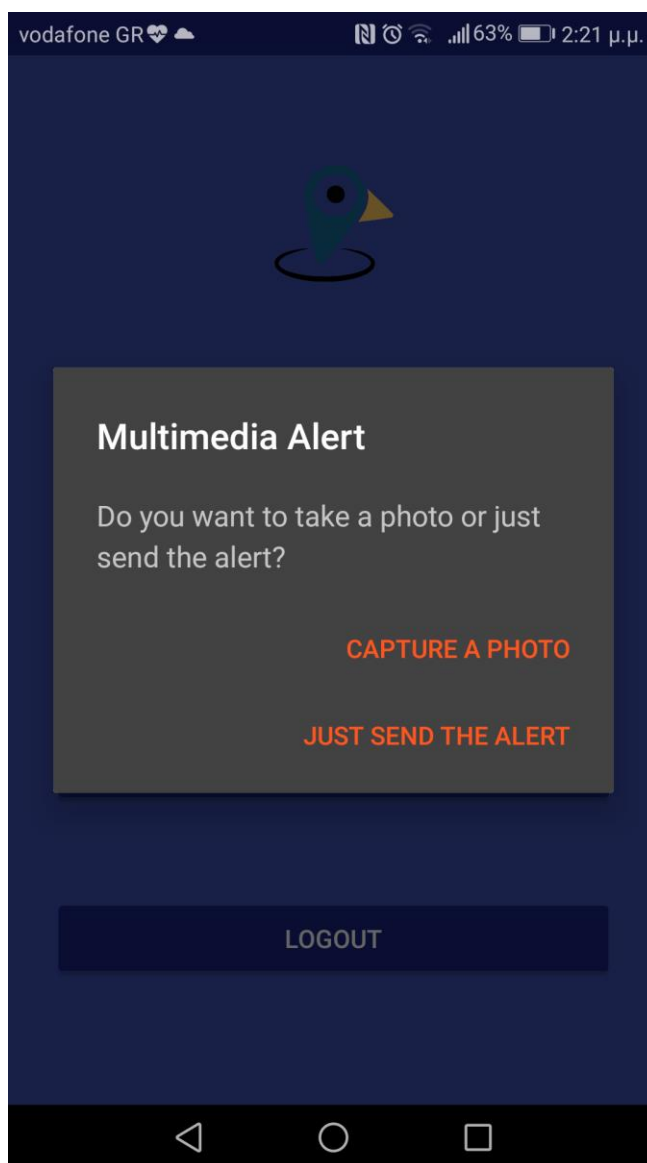 vodafone GR 63% 2:21 μ.μ.
Multimedia Alert
Do you want to take a photo or just
send the alert?
CAPTURE A PHOTO
JUST SEND THE ALERT
LOGOUT